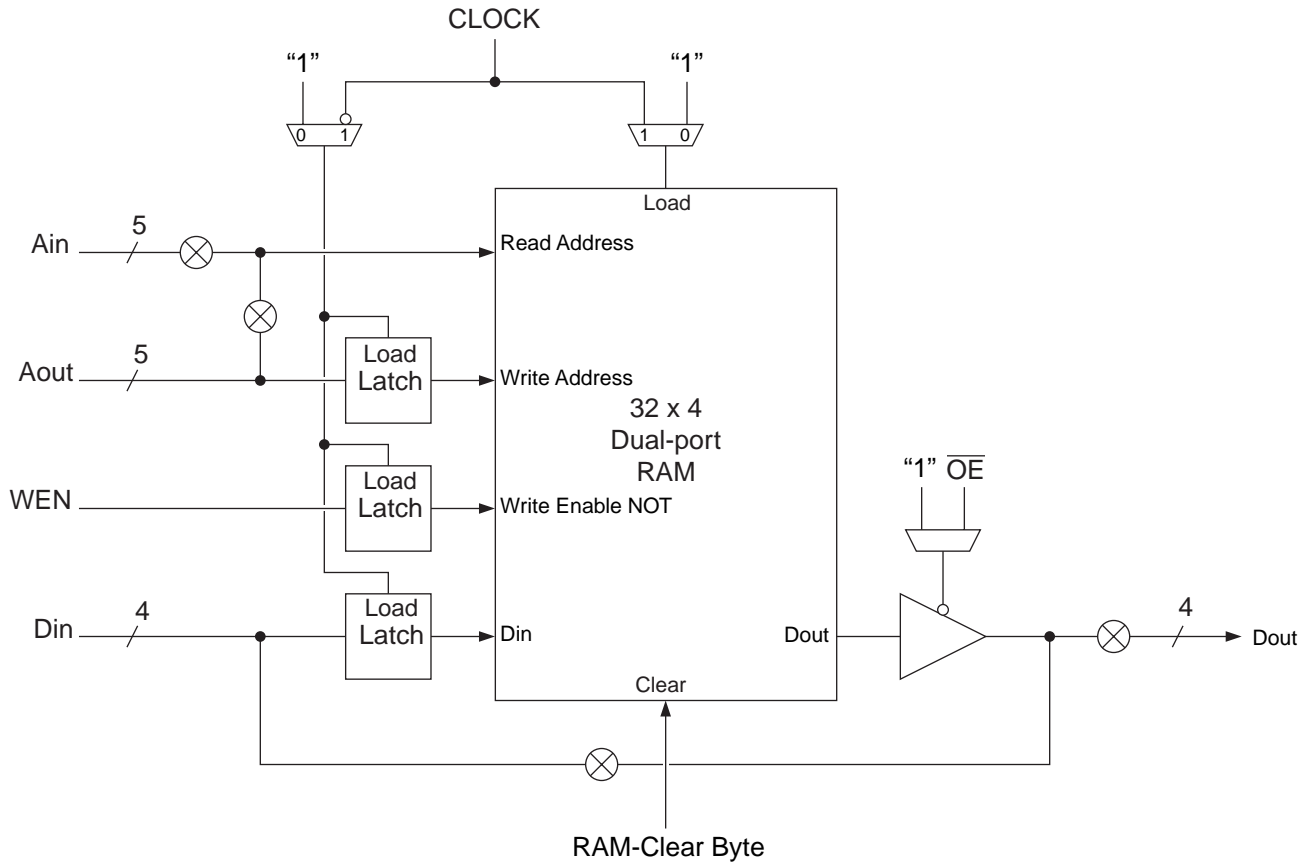 CLOCK
“1” “1”
0 1 1 0
Load
Ain 5 Read Address
Aout 5 Load Latch Write Address
32 x 4
Dual-port
RAM
“1” OE
WEN Load Latch Write Enable NOT
Din 4 Load Latch Din Dout 4 Dout
Clear
RAM-Clear Byte